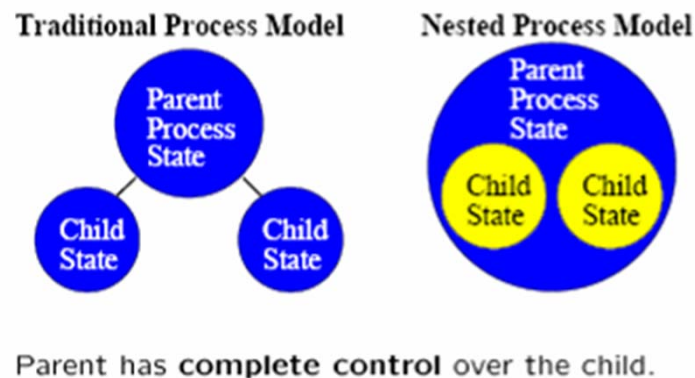 Traditional Process Model
Parent
Process
State
Child
State
Child
State
Nested Process Model
Parent
Process
State
Child
State
Child
State
Parent has complete control over the child.